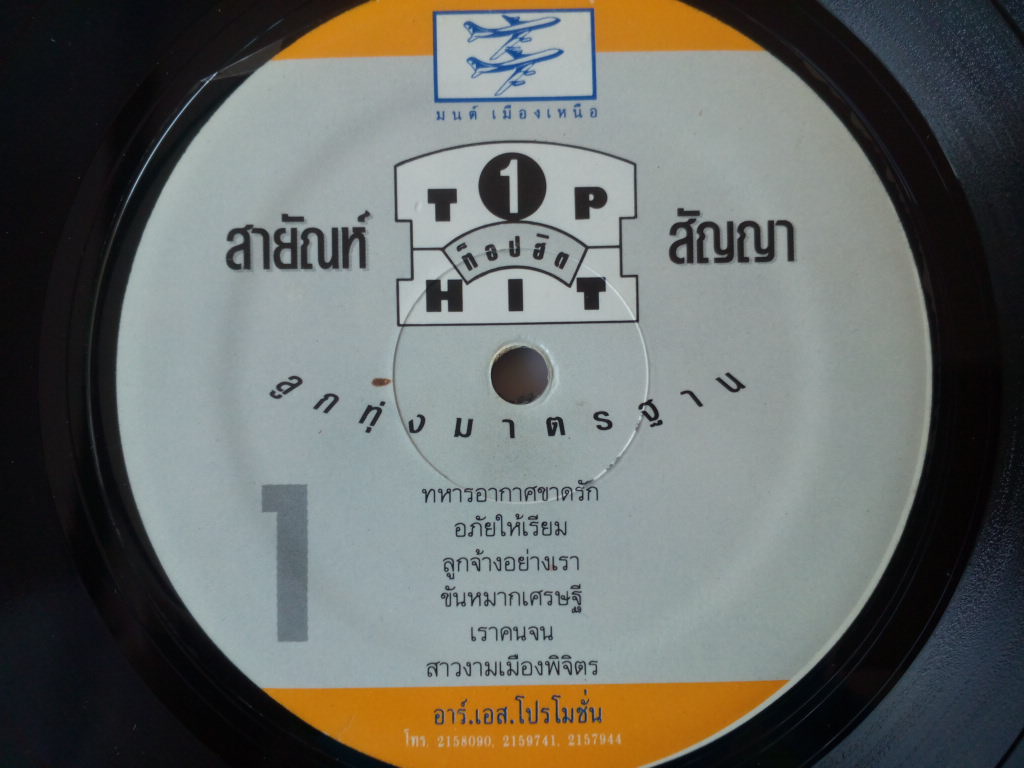 มนต์ เมืองเหนือ
T1P
สายัณห์ ท็อปฮิต สัญญา
HIT
ลูกทุ่งมาตรฐาน
1
ทหารอากาศขาดรัก
อภัยให้เรียม
ลูกจ้างอย่างเรา
ขันหมากเศรษฐี
เราคนจน
สาวงามเมืองพิจิตร
อาร์.เอส.โปรโมชั่น
โทร. 2158090, 2159741, 2157944